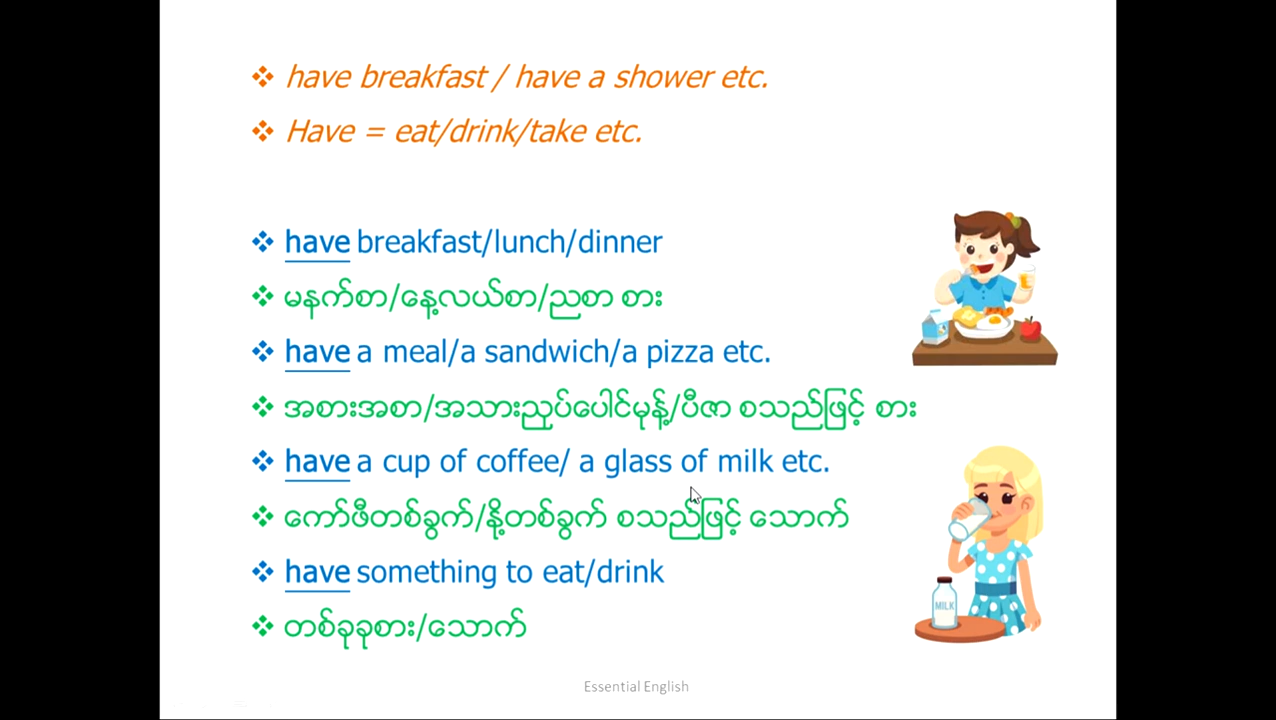 ❖ have breakfast / have a shower etc.
❖ Have = eat/drink/take etc.
❖ have breakfast/lunch/dinner
❖ မနက်စာ/နေ့လယ်စာ/ညစာ စား
❖ have a meal/a sandwich/a pizza etc.
❖ အစားအစာ/အသားညှပ်ပေါင်မုန့်/ပီဇာ စသည်ဖြင့် စား
❖ have a cup of coffee/ a glass of milk etc.
❖ ကော်ဖီတစ်ခွက်/နို့တစ်ခွက် စသည်ဖြင့် သောက်
❖ have something to eat/drink
MILK
❖ တစ်ခုခုစား/သောက်
Essential English